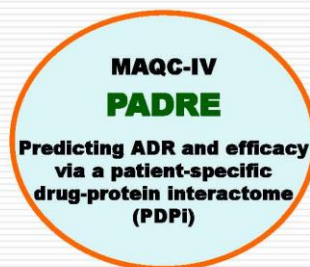 MAQC-IV
PADRE
Predicting ADR and efficacy
via a patient-specific
drug-protein interactome
(PDPi)